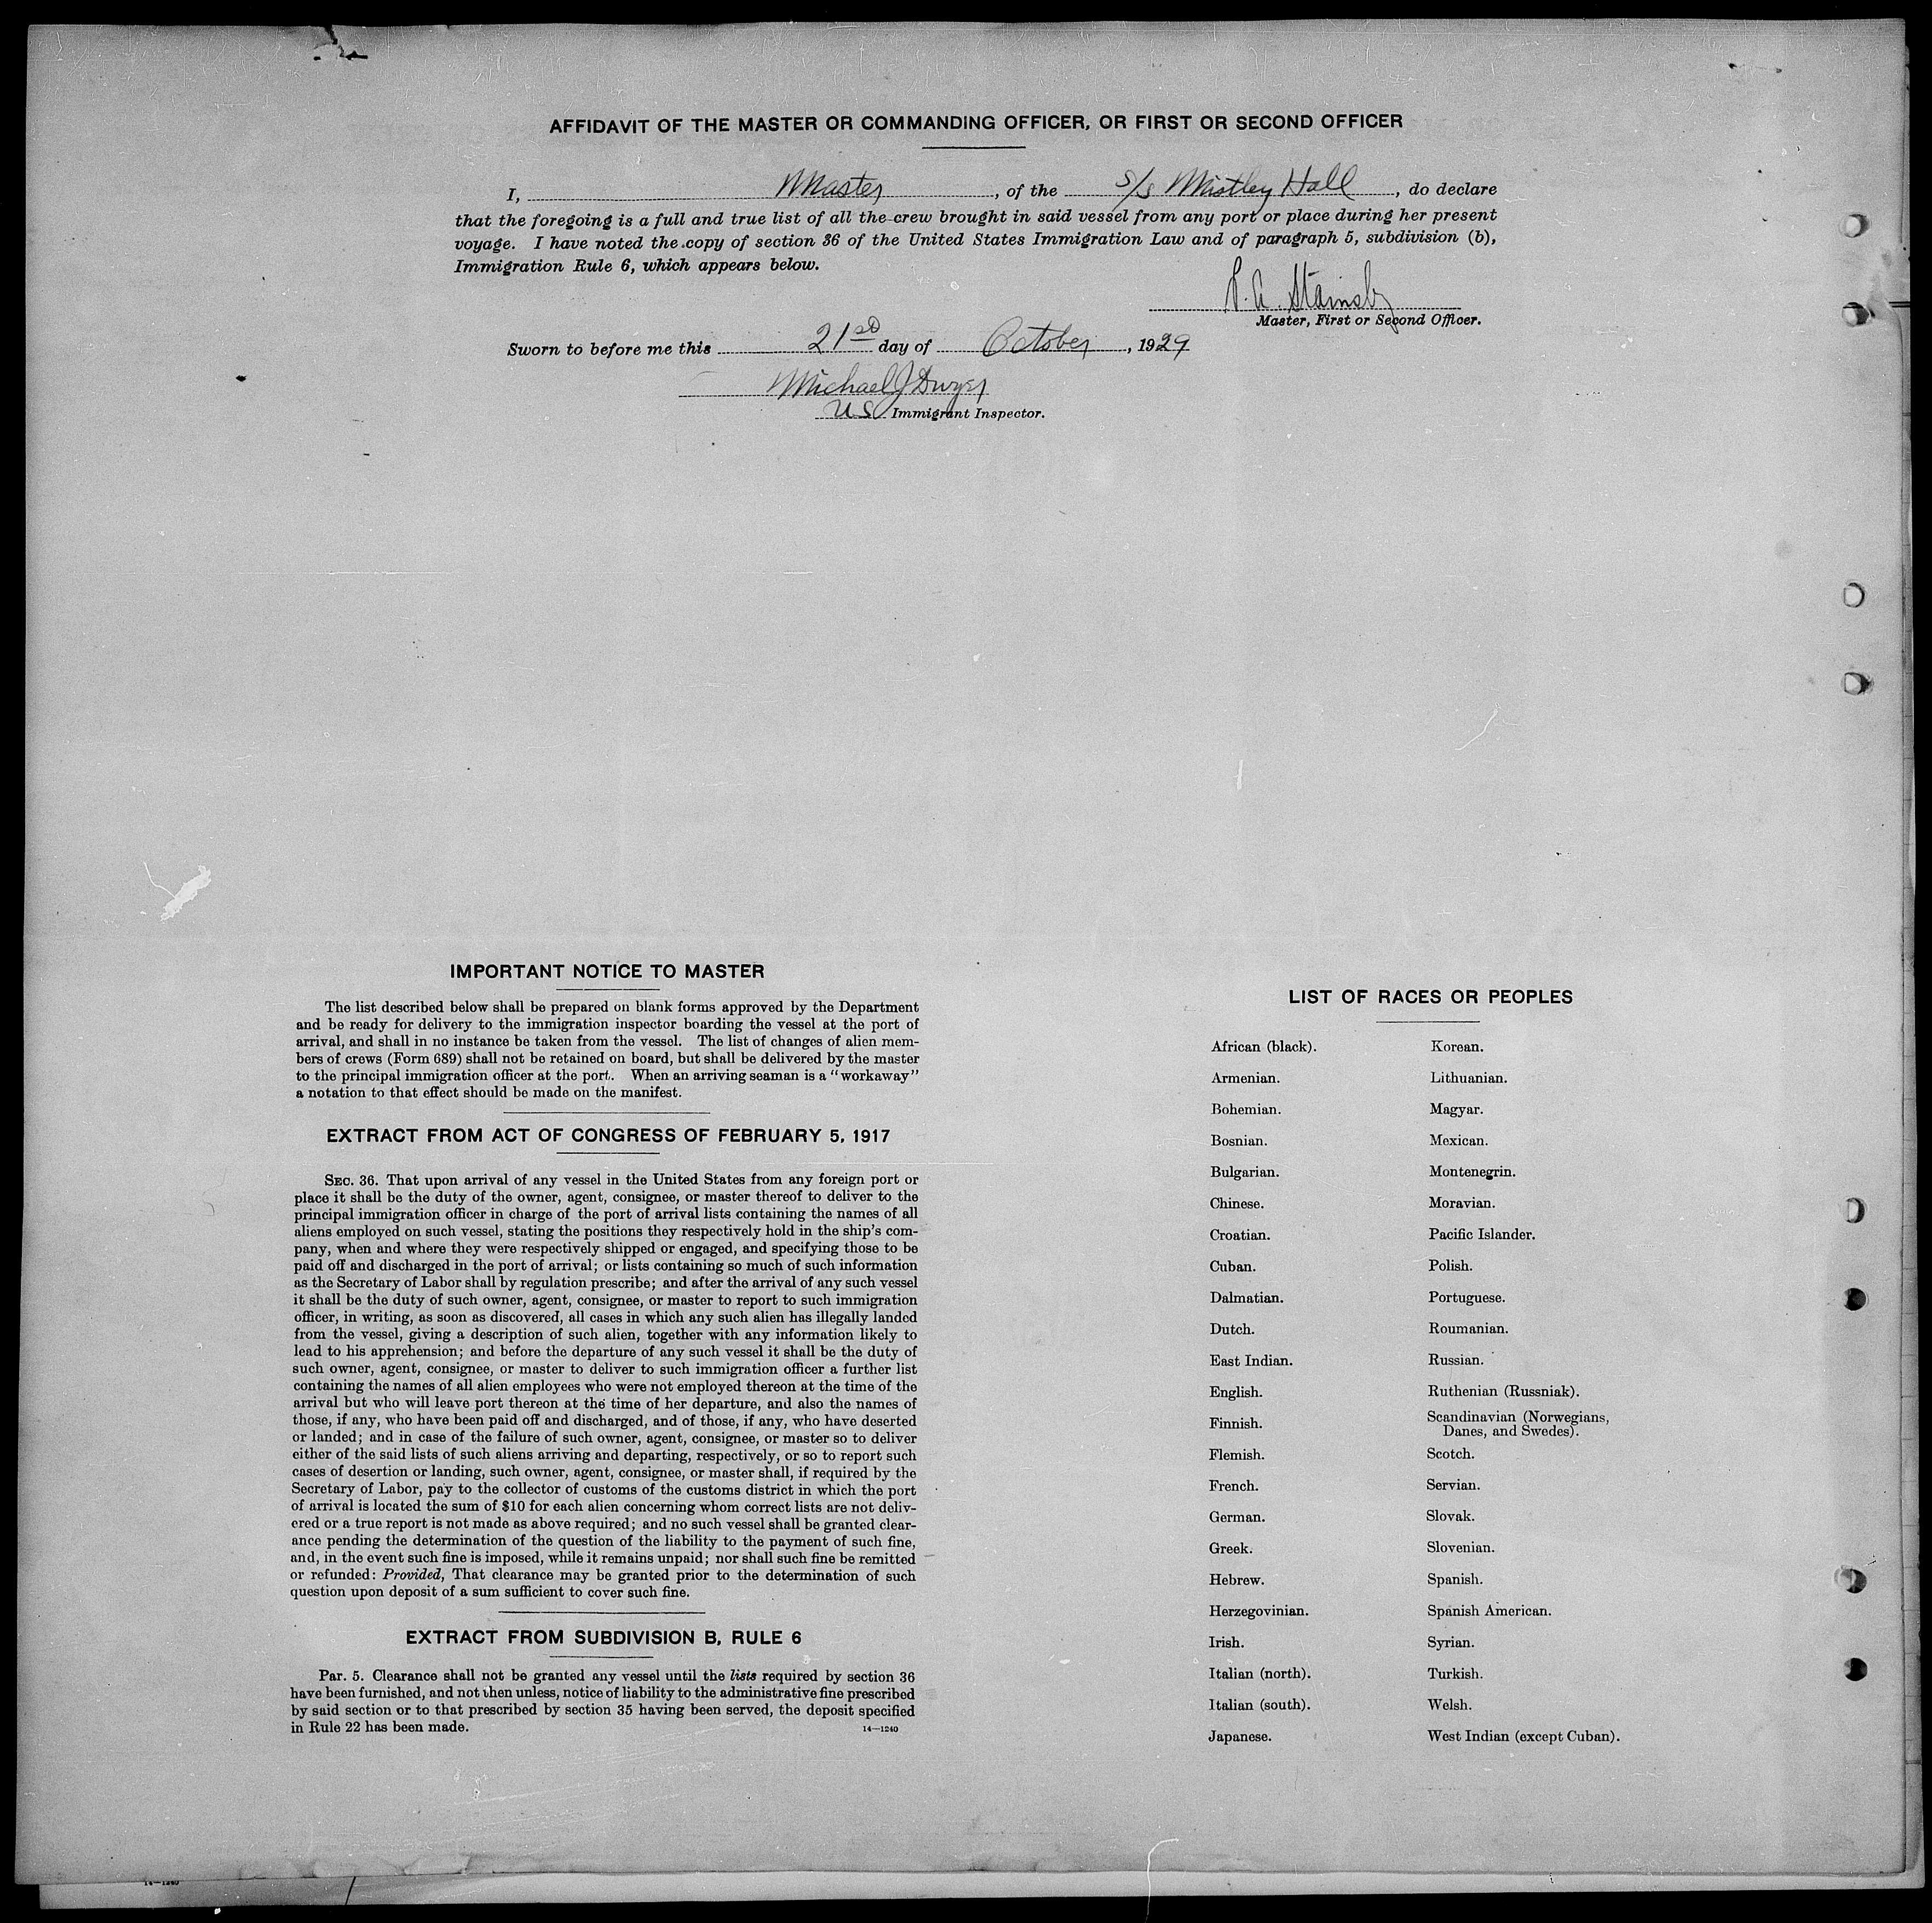 AFFIDAVIT OF THE MASTER OR COMMANDING OFFICER, OR FIRST OR SECOND OFFICER
I, Master, of the S/S Mistley Hall, do declare
that the foregoing is a full and true list of all the crew brought in said vessel from any port or place during her present
voyage. I have noted the copy of section 36 of the United States Immigration Law and of paragraph 5, subdivision (b),
Immigration Rule 6, which appears below.
Stainsby
Master, First or Second Officer.
Sworn to before me this 21st day of October, 1929
Michael J Dwyer
US Immigrant Inspector.
IMPORTANT NOTICE TO MASTER
The list described below shall be prepared on blank forms approved by the Department
and be ready for delivery to the immigration inspector boarding the vessel at the port of
arrival, and shall in no instance be taken from the vessel. The list of changes of alien mem-
bers of crews (Form 689) shall not be retained on board, but shall be delivered by the master
to the principal immigration officer at the port. When an arriving seaman is a "workaway"
a notation to that effect should be made on the manifest.
EXTRACT FROM ACT OF CONGRESS OF FEBRUARY 5, 1917
SEC. 36. That upon arrival of any vessel in the United States from any foreign port or
place it shall be the duty of the owner, agent, consignee, or master thereof to deliver to the
principal immigration officer in charge of the port of arrival lists containing the names of all
aliens employed on such vessel, stating the positions they respectively hold in the ship's com-
pany, when and where they were respectively shipped or engaged, and specifying those to be
paid off and discharged in the port of arrival; or lists containing so much of such information
as the Secretary of Labor shall by regulation prescribe; and after the arrival of any such vessel
it shall be the duty of such owner, agent, consignee, or master to report to such immigration
officer, in writing, as soon as discovered, all cases in which any such alien has illegally landed
from the vessel, giving a description of such alien, together with any information likely to
lead to his apprehension; and before the departure of any such vessel it shall be the duty of
such owner, agent, consignee, or master to deliver to such immigration officer a further list
containing the names of all alien employees who were not employed thereon at the time of the
arrival but who will leave port thereon at the time of her departure, and also the names of
those, if any, who have been paid off and discharged, and of those, if any, who have deserted
or landed; and in case of the failure of such owner, agent, consignee, or master so to deliver
either of the said lists of such aliens arriving and departing, respectively, or so to report such
cases of desertion or landing, such owner, agent, consignee, or master shall, if required by the
Secretary of Labor, pay to the collector of customs of the customs district in which the port
of arrival is located the sum of $10 for each alien concerning whom correct lists are not deliv-
ered or a true report is not made as above required; and no such vessel shall be granted clear-
ance pending the determination of the question of the liability to the payment of such fine,
and, in the event such fine is imposed, while it remains unpaid; nor shall such fine be remitted
or refunded: Provided, That clearance may be granted prior to the determination of such
question upon deposit of a sum sufficient to cover such fine.
EXTRACT FROM SUBDIVISION B, RULE 6
Par. 5. Clearance shall not be granted any vessel until the lists required by section 36
have been furnished, and not then unless, notice of liability to the administrative fine prescribed
by said section or to that prescribed by section 35 having been served, the deposit specified
in Rule 22 has been made.
14—1240
LIST OF RACES OR PEOPLES
African (black). Korean.
Armenian. Lithuanian.
Bohemian. Magyar.
Bosnian. Mexican.
Bulgarian. Montenegrin.
Chinese. Moravian.
Croatian. Pacific Islander.
Cuban. Polish.
Dalmatian. Portuguese.
Dutch. Roumanian.
East Indian. Russian.
English. Ruthenian (Russniak).
Finnish. Scandinavian (Norwegians,
Danes, and Swedes).
Flemish. Scotch.
French. Servian.
German. Slovak.
Greek. Slovenian.
Hebrew. Spanish.
Herzegovinian. Spanish American.
Irish. Syrian.
Italian (north). Turkish.
Italian (south). Welsh.
Japanese. West Indian (except Cuban).
14—1240